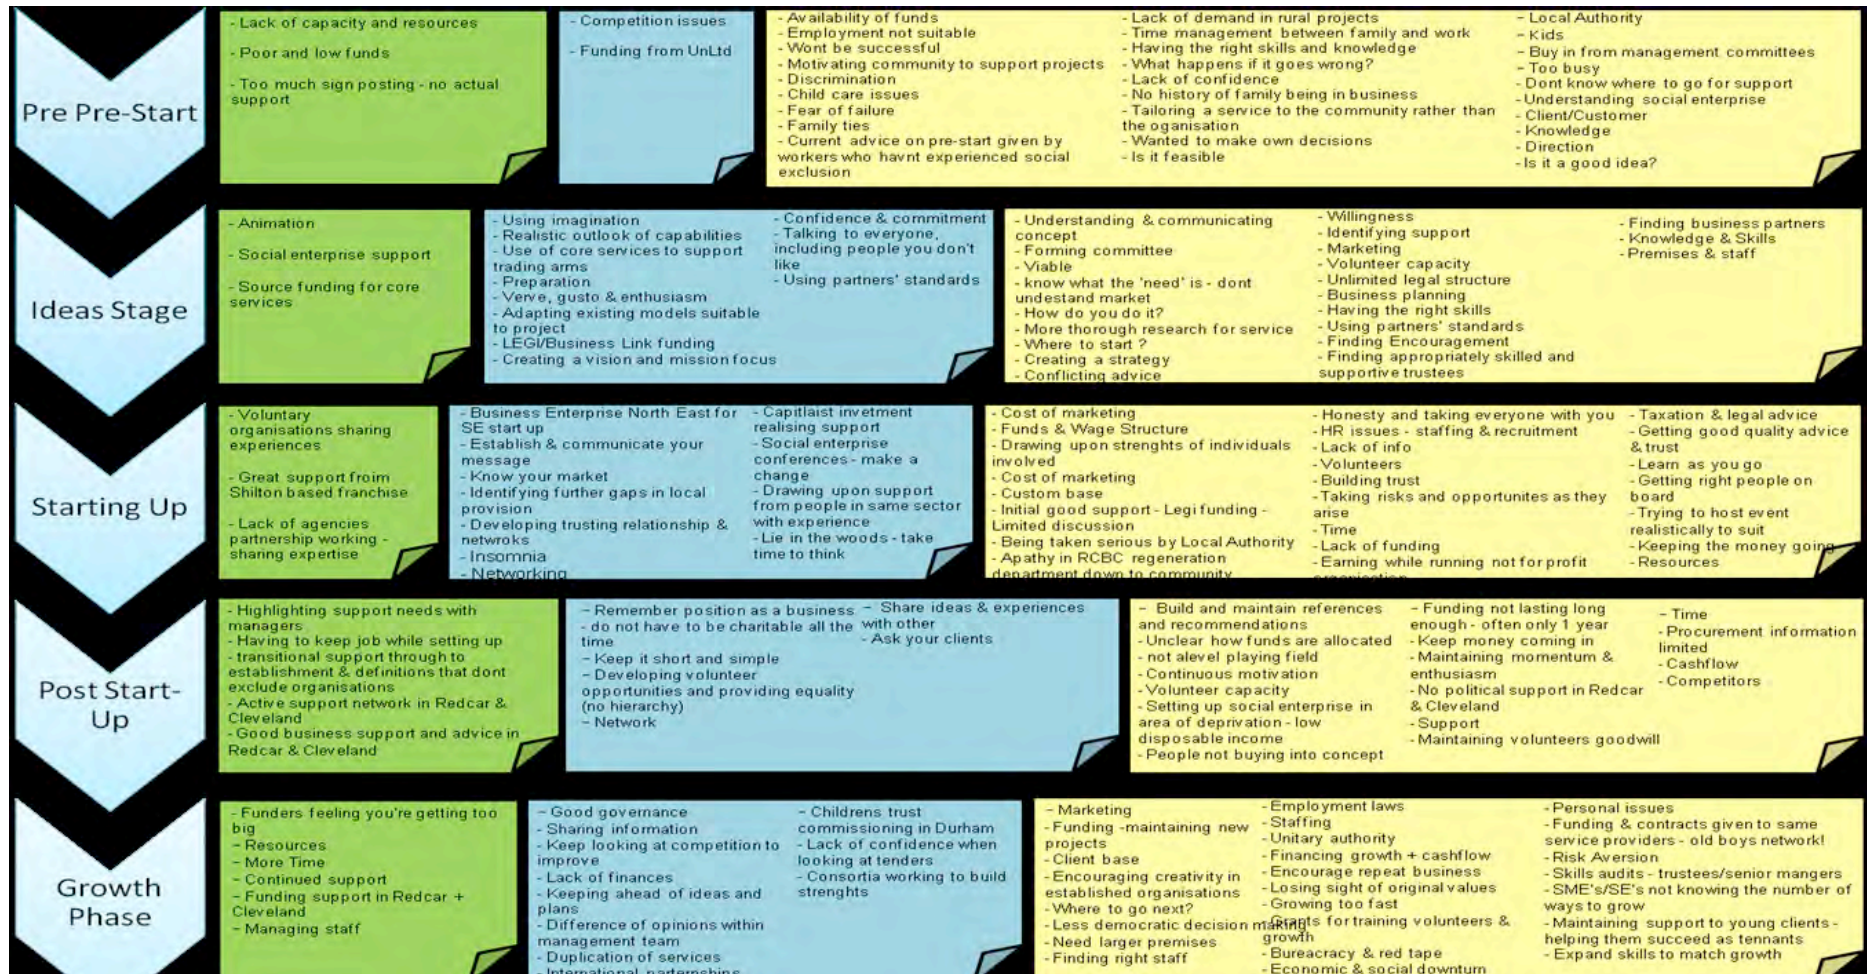 Pre Pre-Start
- Lack of capacity and resources
- Poor and low funds
- Too much sign posting - no actual
support
- Competition issues
- Funding from UnLtd
- Availability of funds
- Employment not suitable
- Wont be successful
- Motivating community to support projects
- Discrimination
- Child care issues
- Fear of failure
- Family ties
- Current advice on pre-start given by
workers who havnt experienced social
exclusion
- Lack of demand in rural projects
- Time management between family and work
- Having the right skills and knowledge
- What happens if it goes wrong?
- Lack of confidence
- No history of family being in business
- Tailoring a service to the community rather than
the oganisation
- Wanted to make own decisions
- Is it feasible
- Local Authority
- Kids
- Buy in from management committees
- Too busy
- Dont know where to go for support
- Understanding social enterprise
- Client/Customer
- Knowledge
- Direction
- Is it a good idea?
Ideas Stage
- Animation
- Social enterprise support
- Source funding for core
services
- Using imagination
- Realistic outlook of capabilities
- Use of core services to support
trading arms
- Preparation
- Verve, gusto & enthusiasm
- Adapting existing models suitable
to project
- LEGI/Business Link funding
- Creating a vision and mission focus
- Confidence & commitment
- Talking to everyone,
including people you don't
like
- Using partners' standards
- Understanding & communicating
concept
- Forming committee
- Viable
- know what the 'need' is - dont
undestand market
- How do you do it?
- More thorough research for service
- Where to start ?
- Creating a strategy
- Conflicting advice
- Willingness
- Identifying support
- Marketing
- Volunteer capacity
- Unlimited legal structure
- Business planning
- Having the right skills
- Using partners' standards
- Finding Encouragement
- Finding appropriately skilled and
supportive trustees
- Finding business partners
- Knowledge & Skills
- Premises & staff
Starting Up
- Voluntary
organisations sharing
experiences
- Great support froim
Shilton based franchise
- Lack of agencies
partnership working -
sharing expertise
- Business Enterprise North East for
SE start up
- Establish & communicate your
message
- Know your market
- Identifying further gaps in local
provision
- Developing trusting relationship &
netwroks
- Insomnia
- Networking
- Capitlaist invetment
realising support
- Social enterprise
conferences - make a
change
- Drawing upon support
from people in same sector
with experience
- Lie in the woods - take
time to think
- Cost of marketing
- Funds & Wage Structure
- Drawing upon strenghts of individuals
involved
- Cost of marketing
- Custom base
- Initial good support - Legi funding -
Limited discussion
- Being taken serious by Local Authority
- Apathy in RCBC regeneration
department down to community
- Honesty and taking everyone with you
- HR issues - staffing & recruitment
- Lack of info
- Volunteers
- Building trust
- Taking risks and opportunites as they
arise
- Time
- Lack of funding
- Earning while running not for profit
- Taxation & legal advice
- Getting good quality advice
& trust
- Learn as you go
- Getting right people on
board
- Trying to host event
realistically to suit
- Keeping the money going
- Resources
Post Start-
Up
- Highlighting support needs with
managers
- Having to keep job while setting up
- transitional support through to
establishment & definitions that dont
exclude organisations
- Active support network in Redcar &
Cleveland
- Good business support and advice in
Redcar & Cleveland
- Remember position as a business
- do not have to be charitable all the
time
- Keep it short and simple
- Developing volunteer
opportunities and providing equality
(no hierarchy)
- Network
- Share ideas & experiences
with other
- Ask your clients
- Build and maintain references
and recommendations
- Unclear how funds are allocated
- not alevel playing field
- Continuous motivation
- Volunteer capacity
- Setting up social enterprise in
area of deprivation - low
disposable income
- People not buying into concept
- Funding not lasting long
enough - often only 1 year
- Keep money coming in
- Maintaining momentum &
enthusiasm
- No political support in Redcar
& Cleveland
- Support
- Maintaining volunteers goodwill
- Time
- Procurement information
limited
- Cashflow
- Competitors
Growth
Phase
- Funders feeling you're getting too
big
- Resources
- More Time
- Continued support
- Funding support in Redcar +
Cleveland
- Managing staff
- Good governance
- Sharing information
- Keep looking at competition to
improve
- Lack of finances
- Keeping ahead of ideas and
plans
- Difference of opinions within
management team
- Duplication of services
- International parternships
- Childrens trust
commissioning in Durham
- Lack of confidence when
looking at tenders
- Consortia working to build
strenghts
- Marketing
- Funding -maintaining new
projects
- Client base
- Encouraging creativity in
established organisations
- Where to go next?
- Less democratic decision making
- Need larger premises
- Finding right staff
- Employment laws
- Staffing
- Unitary authority
- Financing growth + cashflow
- Encourage repeat business
- Losing sight of original values
- Growing too fast
- Grants for training volunteers &
growth
- Bureacracy & red tape
- Economic & social downturn
- Personal issues
- Funding & contracts given to same
service providers - old boys network!
- Risk Aversion
- Skills audits - trustees/senior mangers
- SME's/SE's not knowing the number of
ways to grow
- Maintaining support to young clients -
helping them succeed as tennants
- Expand skills to match growth